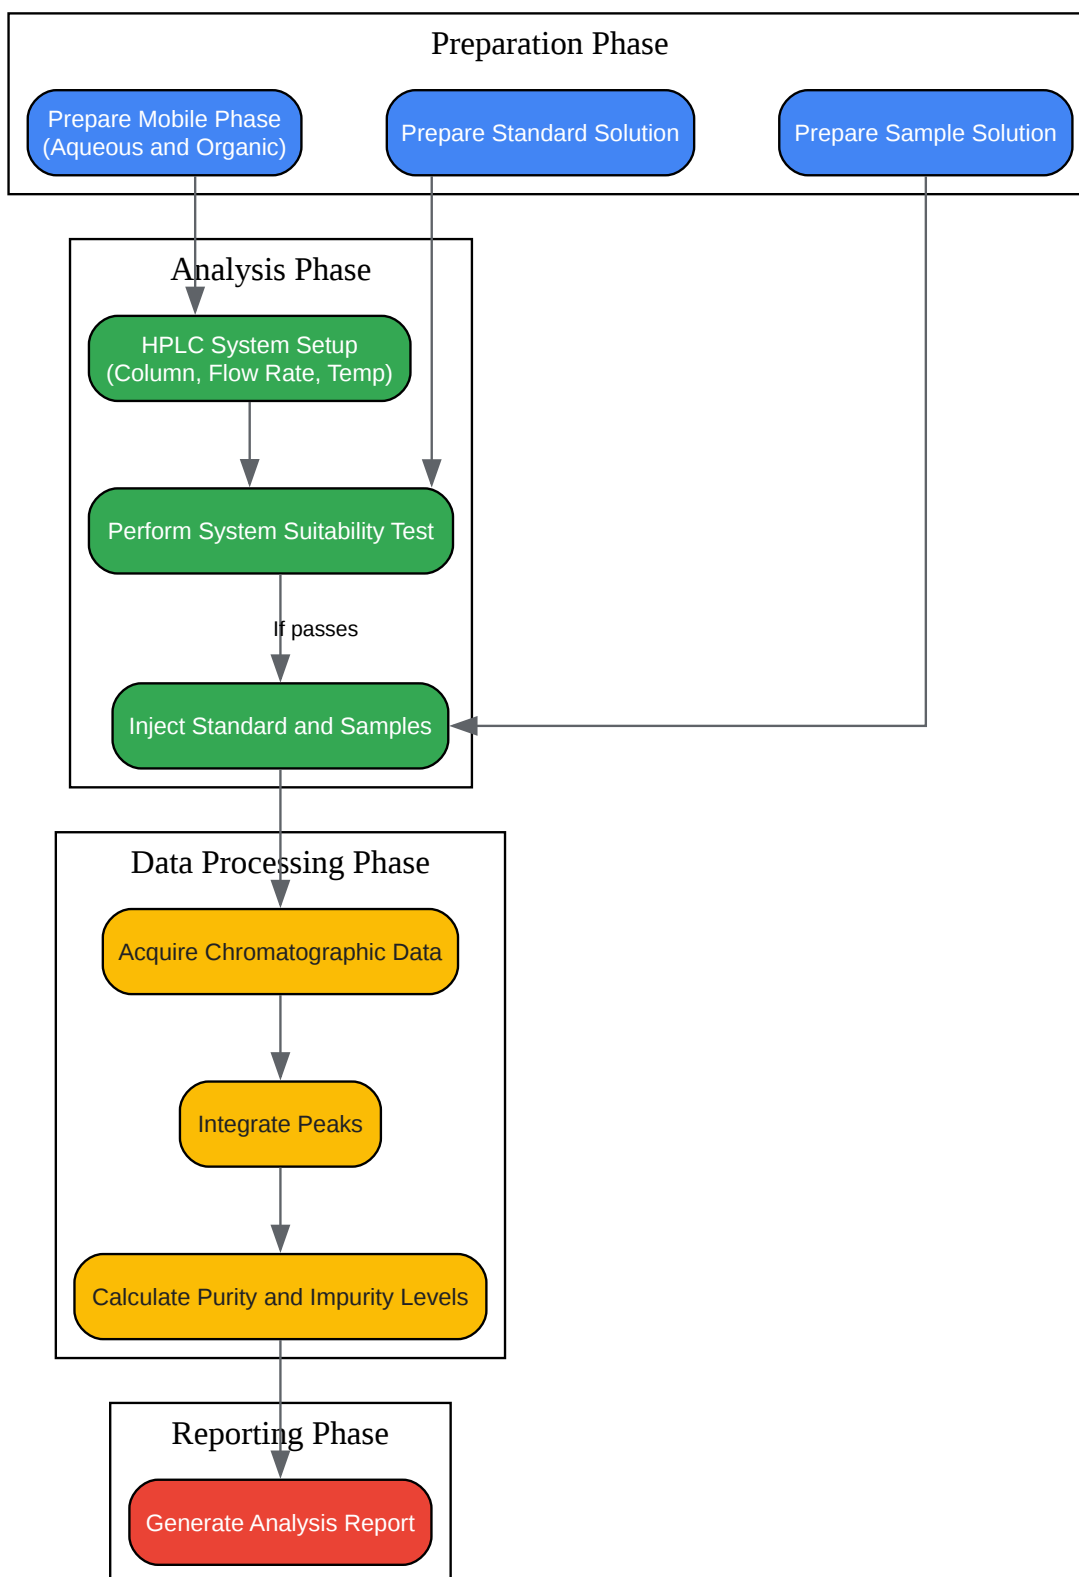 Preparation Phase
Prepare Mobile Phase
(Aqueous and Organic)
Prepare Standard Solution
Prepare Sample Solution
Analysis Phase
HPLC System Setup
(Column, Flow Rate, Temp)
Perform System Suitability Test
If passes
Inject Standard and Samples
Data Processing Phase
Acquire Chromatographic Data
Integrate Peaks
Calculate Purity and Impurity Levels
Reporting Phase
Generate Analysis Report